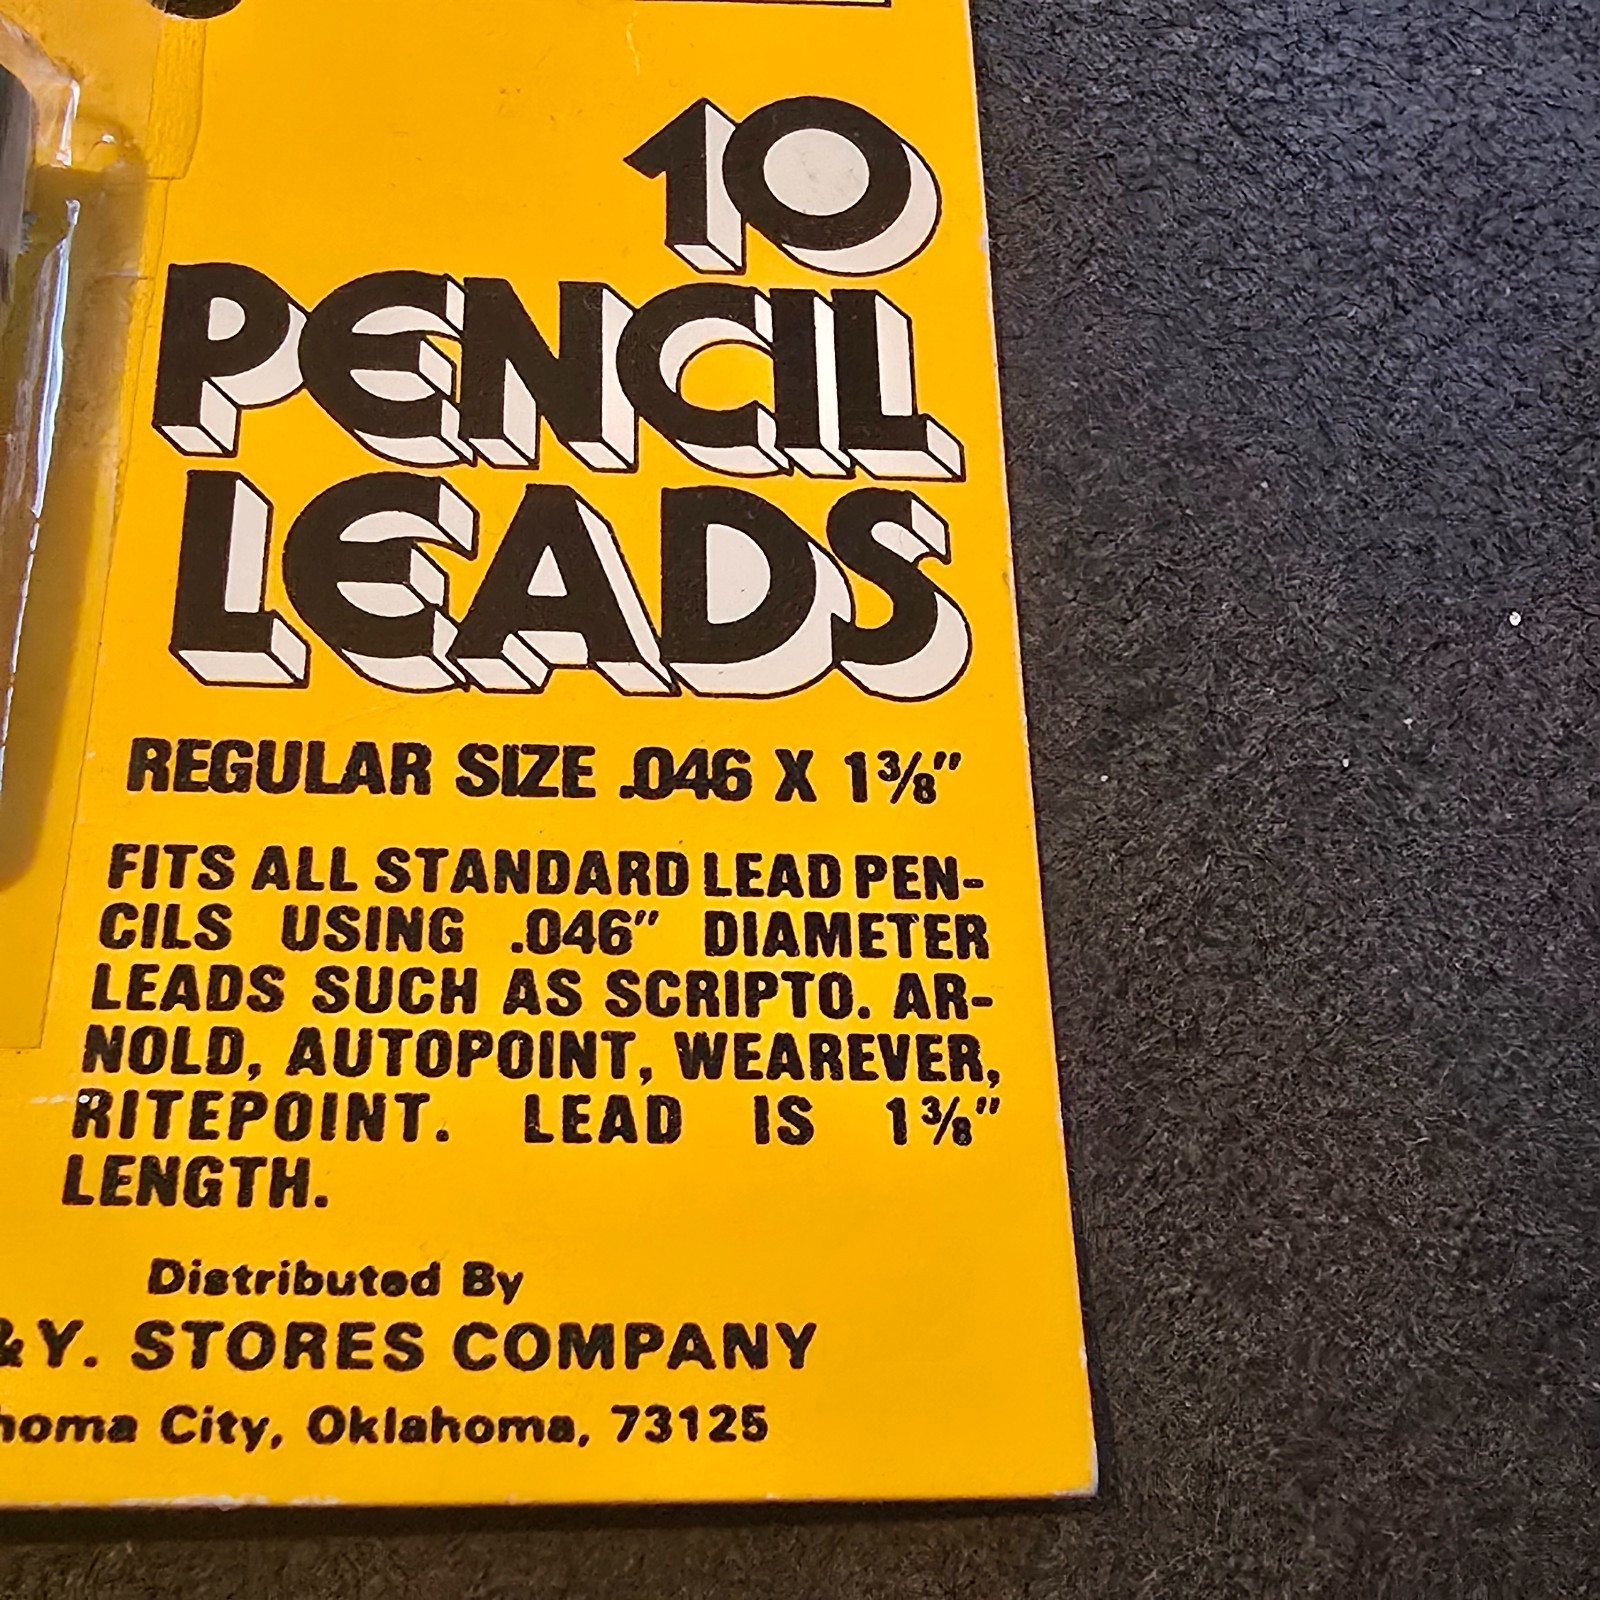 10
PENCIL
LEADS
REGULAR SIZE .046 X 1⅜"
FITS ALL STANDARD LEAD PEN-
CILS USING .046" DIAMETER
LEADS SUCH AS SCRIPTO. AR-
NOLD, AUTOPOINT, WEAREVER,
RITEPOINT. LEAD IS 1⅜"
LENGTH.
Distributed By
&Y. STORES COMPANY
homa City, Oklahoma, 73125